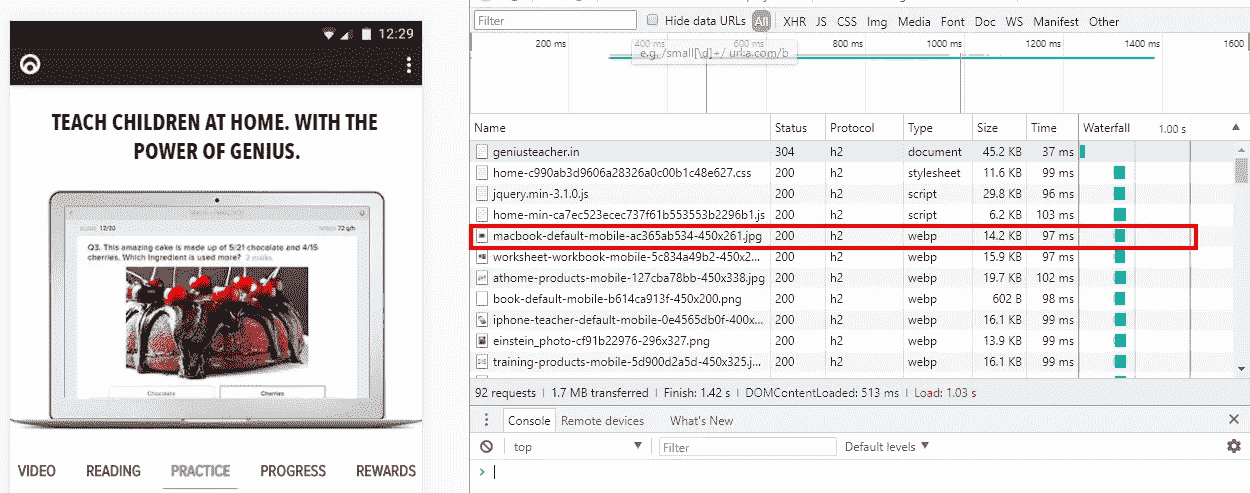 12:29
TEACH CHILDREN AT HOME. WITH THE
POWER OF GENIUS.
12/20
Q3. This amazing cake is made up of 5/21 chocolate and 4/15
cherries. Which Ingredient is used more? 2 marks
Chocolate Cherries
VIDEO READING PRACTICE PROGRESS REWARDS
Filter Hide data URLs All XHR JS CSS Img Media Font Doc WS Manifest Other
200 ms 400 ms 600 ms 800 ms 1000 ms 1400 ms 1600
e.g. /small[\d]+/ url:a.com/b
Name Status Protocol Type Size Time Waterfall 1.00 s
geniusteacher.in 304 h2 document 45.2 KB 37 ms
home-c990ab3d9606a28326a0c00b1c48e627.css 200 h2 stylesheet 11.6 KB 99 ms
jquery.min-3.1.0.js 200 h2 script 29.8 KB 96 ms
home-min-ca7ec523ecec737f61b553553b2296b1.js 200 h2 script 6.2 KB 103 ms
macbook-default-mobile-ac365ab534-450x261.jpg 200 h2 webp 14.2 KB 97 ms
worksheet-workbook-mobile-5c834a49b2-450x2... 200 h2 webp 15.9 KB 97 ms
athome-products-mobile-127cba78bb-450x338.jpg 200 h2 webp 19.7 KB 102 ms
book-default-mobile-b614ca913f-450x200.png 200 h2 webp 602 B 98 ms
iphone-teacher-default-mobile-0e4565db0f-400x... 200 h2 webp 16.1 KB 99 ms
einstein_photo-cf91b22976-296x327.png 200 h2 webp 13.9 KB 99 ms
training-products-mobile-5d900d2a5d-450x325.j... 200 h2 webp 16.1 KB 99 ms
92 requests | 1.7 MB transferred | Finish: 1.42 s | DOMContentLoaded: 513 ms | Load: 1.03 s
Console Remote devices What's New
top Filter Default levels